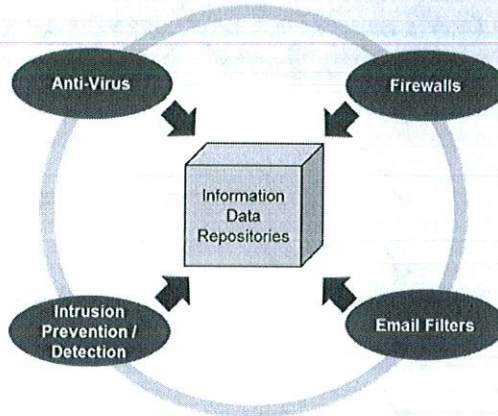 Anti-Virus
Firewalls
Information
Data
Repositories
Intrusion
Prevention /
Detection
Email Filters